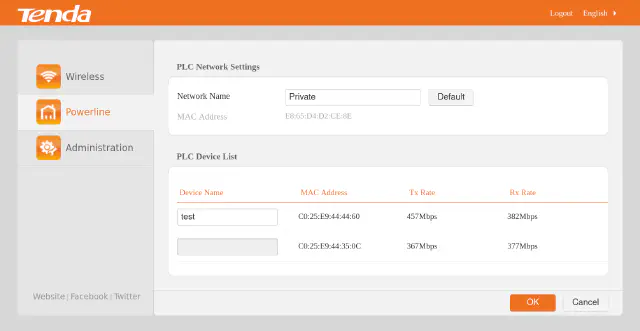 Tenda
Logout English
Wireless
Powerline
Administration
Website | Facebook | Twitter
PLC Network Settings
Network Name Private Default
MAC Address E8:65:D4:D2:CE:8E
PLC Device List
Device Name MAC Address Tx Rate Rx Rate
test C0:25:E9:44:44:60 457Mbps 382Mbps
C0:25:E9:44:35:0C 367Mbps 377Mbps
OK Cancel